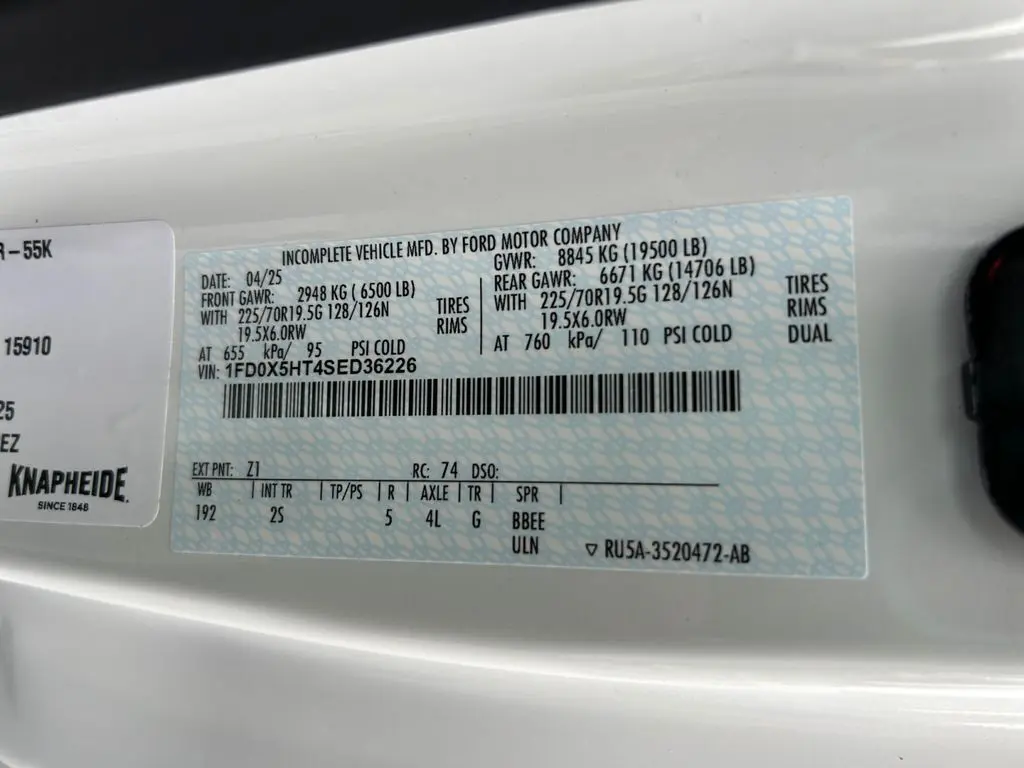 R-55K
15910
25
EZ
KNAPHEIDE
SINCE 1848
INCOMPLETE VEHICLE MFD. BY FORD MOTOR COMPANY
DATE: 04/25
GVWR: 8845 KG (19500 LB)
FRONT GAWR: 2948 KG ( 6500 LB)
REAR GAWR: 6671 KG (14706 LB)
WITH 225/70R19.5G 128/126N TIRES
19.5X6.0RW RIMS
AT 655 kPa/ 95 PSI COLD
WITH 225/70R19.5G 128/126N TIRES
19.5X6.0RW RIMS
AT 760 kPa/ 110 PSI COLD DUAL
VIN: 1FD0X5HT4SED36226
EXT PNT: Z1 RC: 74 DSO:
WB INT TR TP/PS R AXLE TR SPR
192 2S 5 4L G BBEE
ULN RU5A-3520472-AB